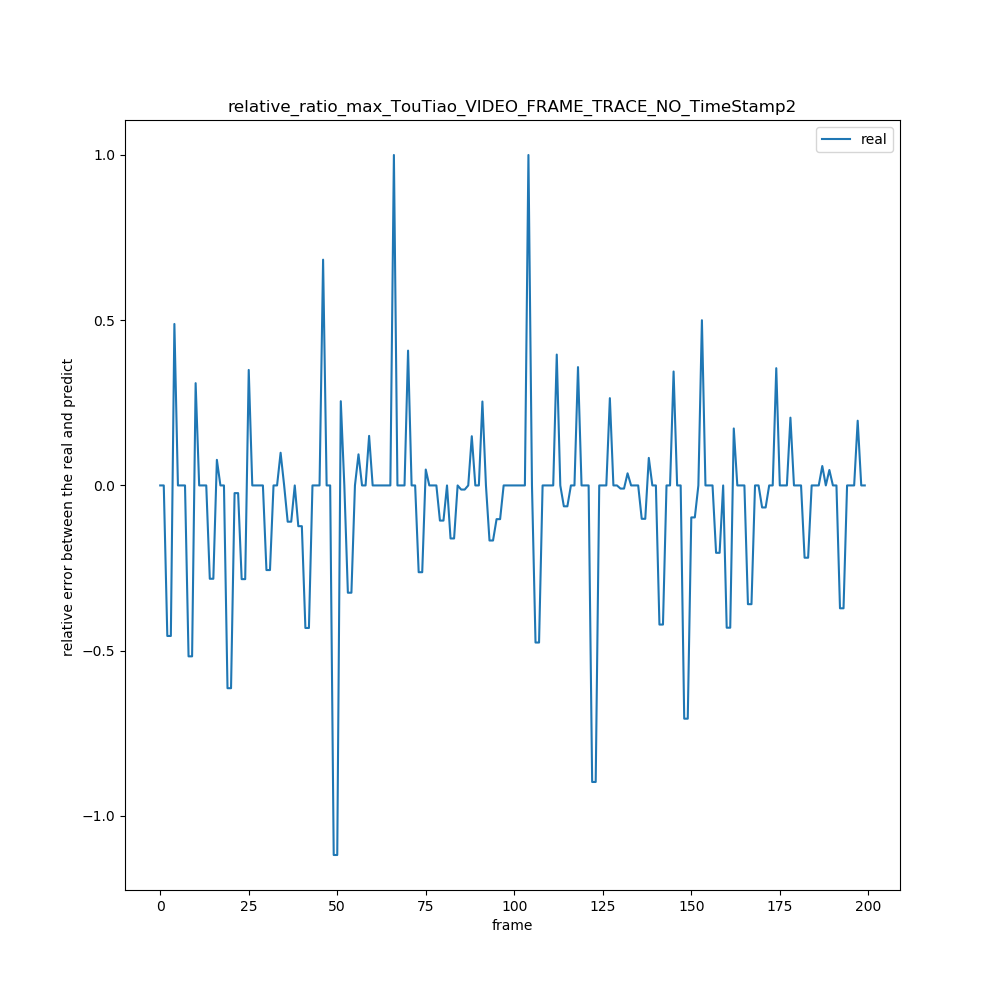 relative_ratio_max_TouTiao_VIDEO_FRAME_TRACE_NO_TimeStamp2
real
1.0
0.5
0.0
−0.5
−1.0
relative error between the real and predict
0 25 50 75 100 125 150 175 200
frame